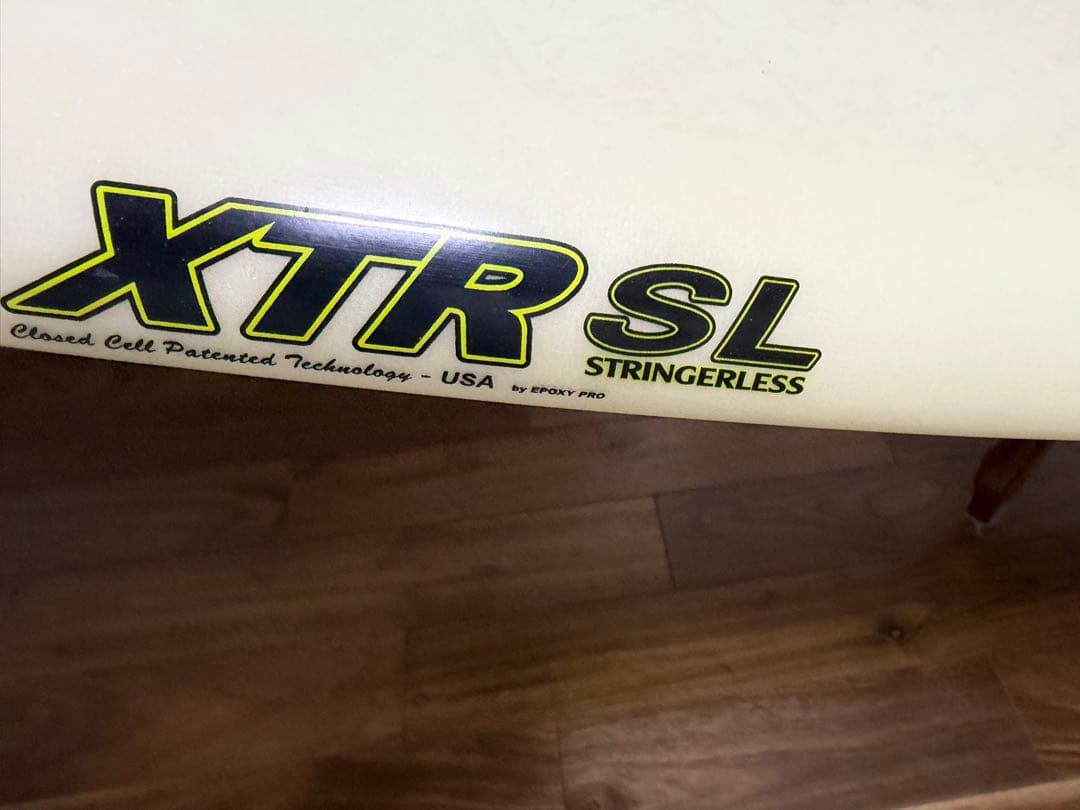 XTR SL
STRINGERLESS
Closed Cell Patented Technology - USA by EPOXY PRO